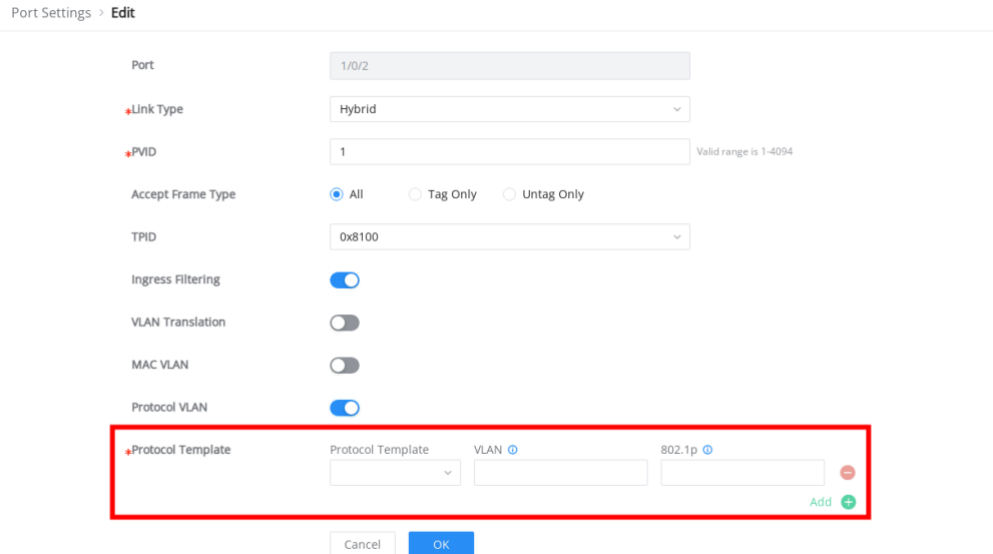 Port Settings > Edit
Port 1/0/2
*Link Type Hybrid
*PVID 1 Valid range is 1-4094
Accept Frame Type All Tag Only Untag Only
TPID 0x8100
Ingress Filtering
VLAN Translation
MAC VLAN
Protocol VLAN
*Protocol Template Protocol Template VLAN 802.1p
Add
Cancel OK